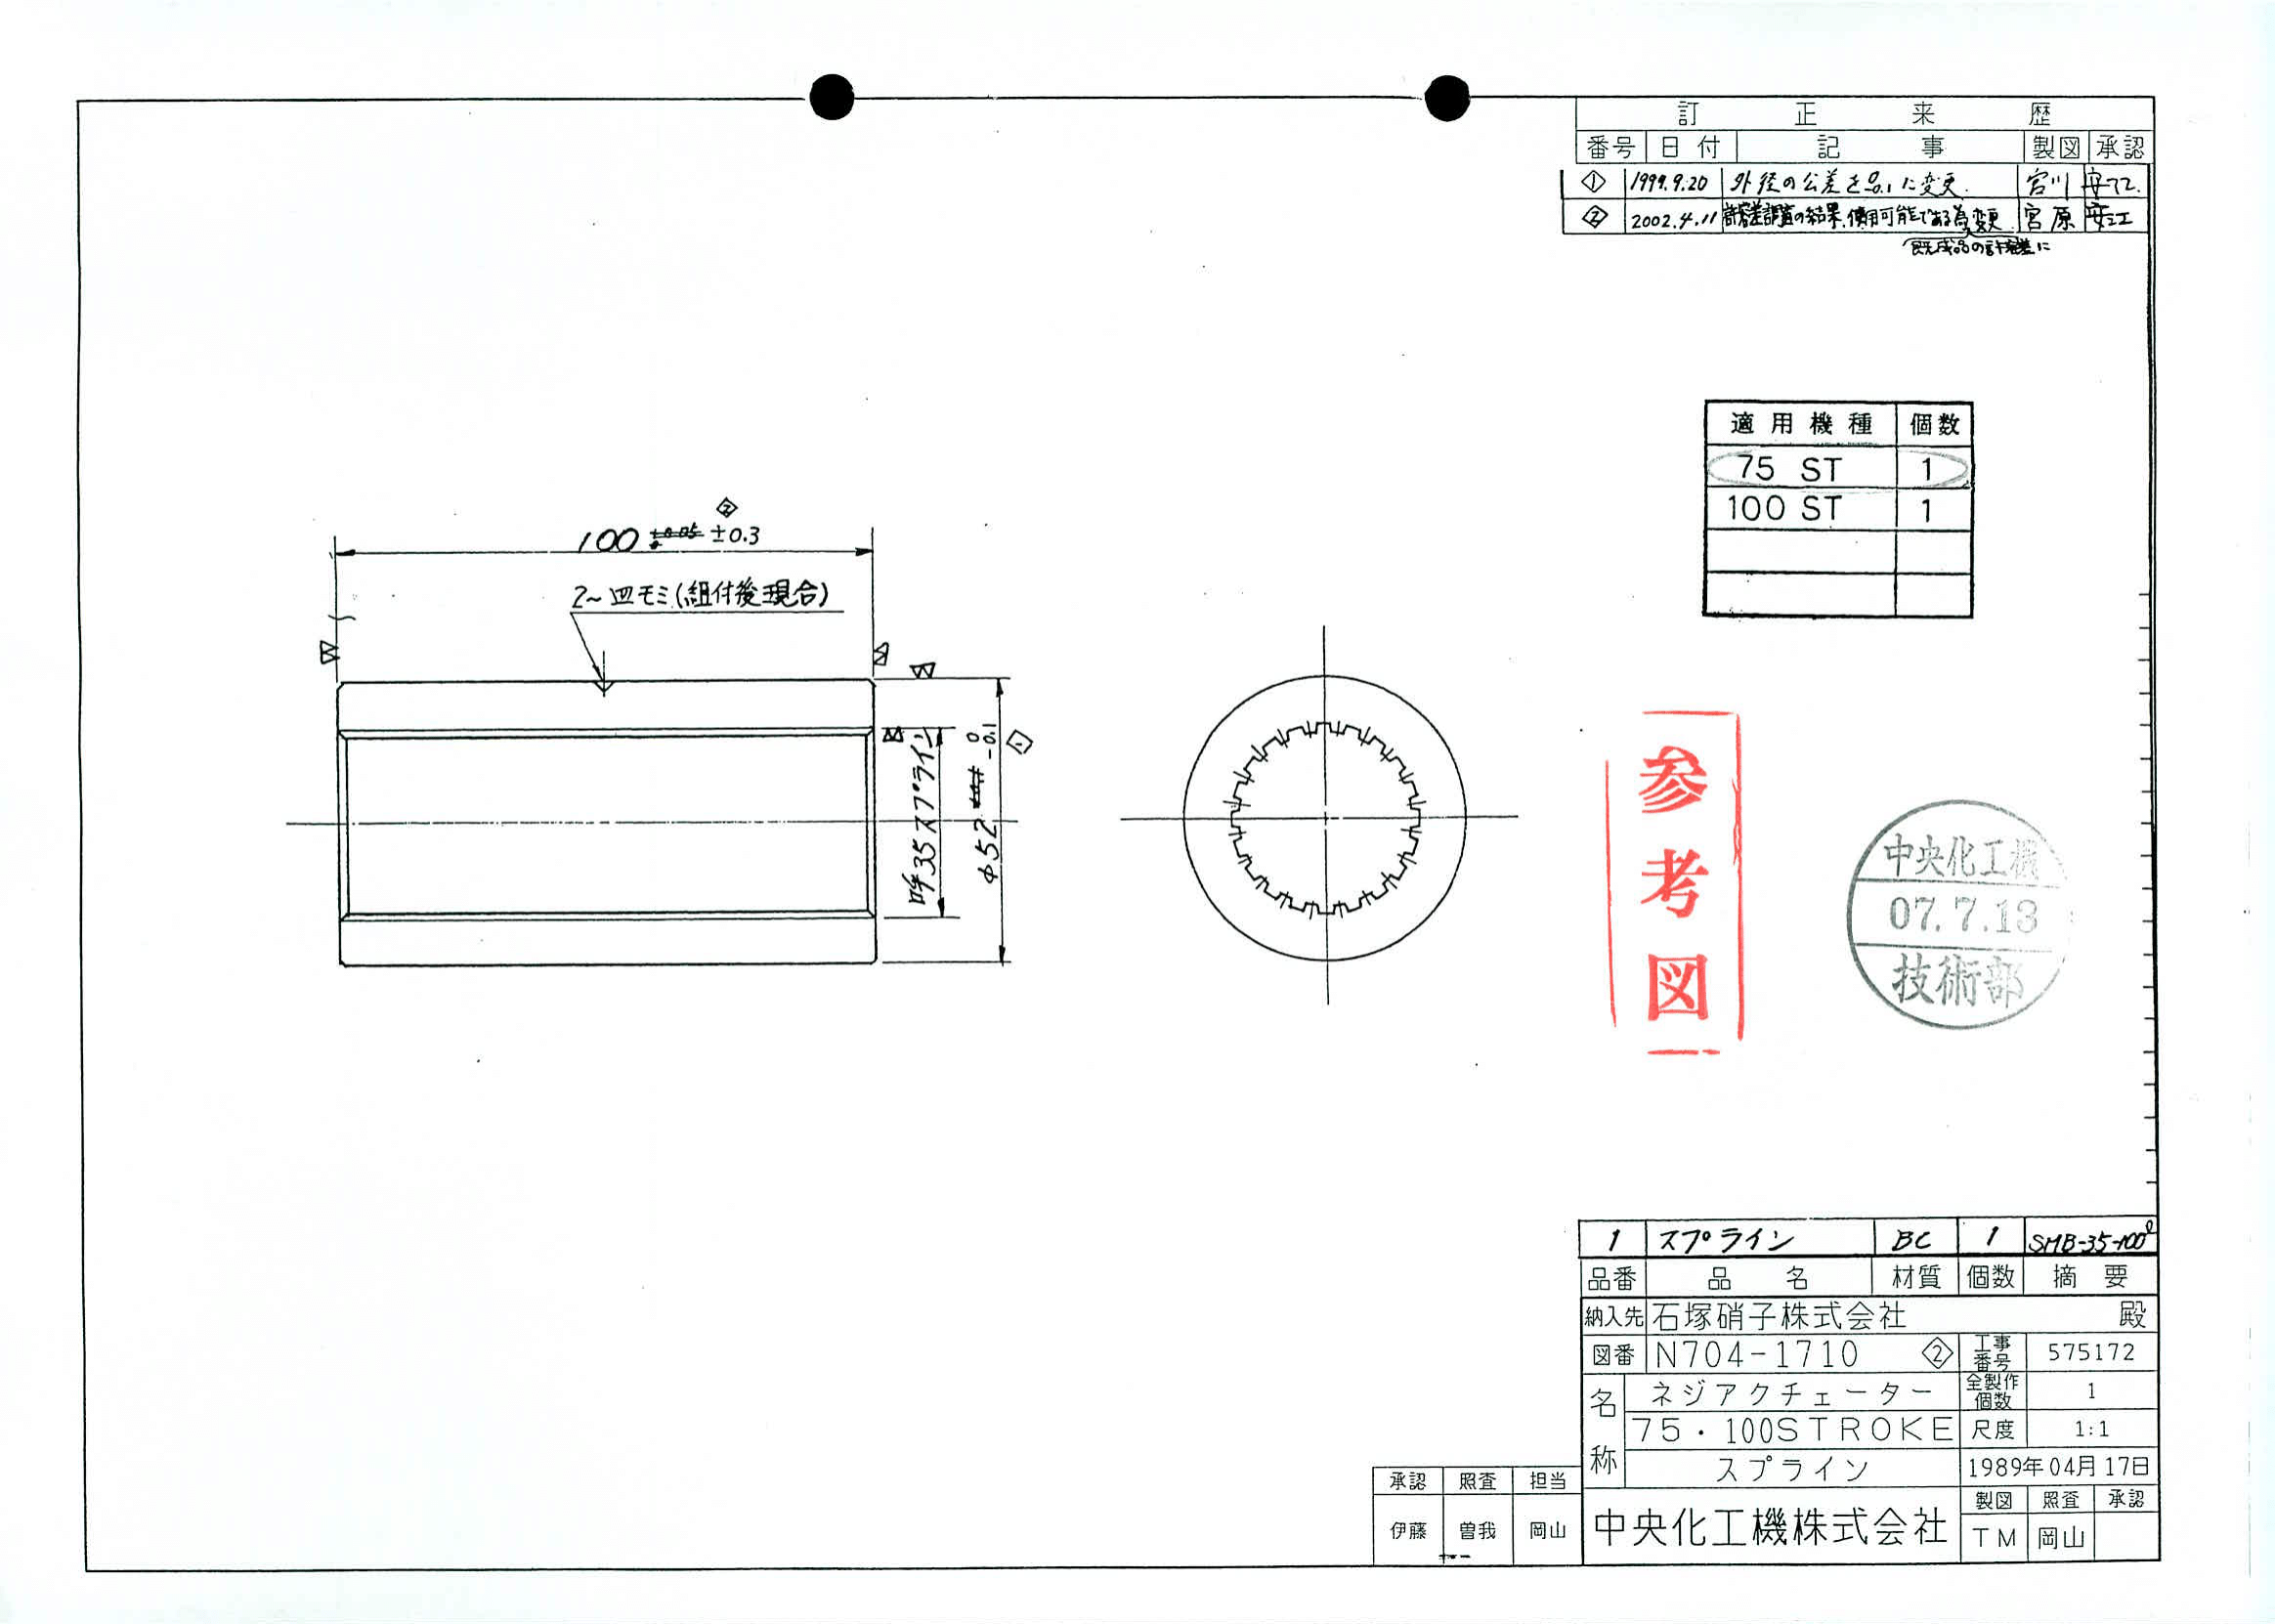 訂正来歴
番号 日付 記事 製図 承認
① 1999.9.20 外径の公差を 0 -0.1 に変更. 宮川 安江
② 2002.4.11 許容差調査の結果、使用可能である為変更 宮原 安江
既完成品の許容差に
適用機種 個数
75 ST 1
100 ST 1
② 
100 +0.05 0 ±0.3
2~皿モミ(組付後現合)
呼35スプライン
φ52 0 -0.1 ①
参考図
中央化工機
07.7.13
技術部
1 スプライン BC 1 SHB-35-100ℓ
品番 品名 材質 個数 摘要
納入先 石塚硝子株式会社 殿
図番 N704-1710 ② 工事番号 575172
名称 ネジアクチェーター 全製作個数 1
75・100STROKE 尺度 1:1
スプライン 1989年04月17日
承認 照査 担当
伊藤 曽我 岡山
中央化工機株式会社
製図 照査 承認
TM 岡山